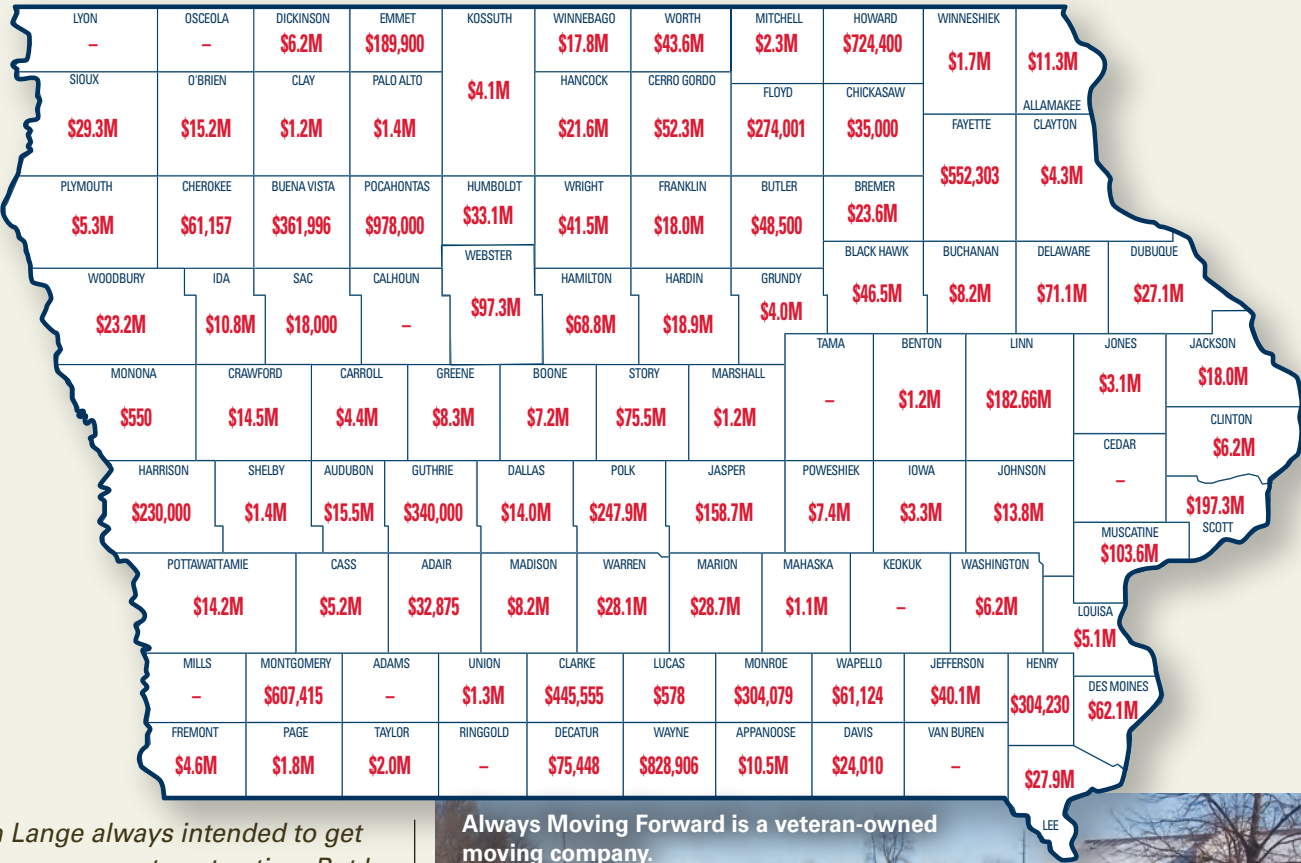 LYON OSCEOLA DICKINSON EMMET KOSSUTH WINNEBAGO WORTH MITCHELL HOWARD WINNESHIEK
– – $6.2M $189,900 $17.8M $43.6M $2.3M $724,400
$1.7M $11.3M
SIOUX O'BRIEN CLAY PALO ALTO HANCOCK CERRO GORDO
$4.1M FLOYD CHICKASAW
ALLAMAKEE
$29.3M $15.2M $1.2M $1.4M $21.6M $52.3M $274,001 $35,000
FAYETTE CLAYTON
$552,303 $4.3M
PLYMOUTH CHEROKEE BUENA VISTA POCAHONTAS HUMBOLDT WRIGHT FRANKLIN BUTLER BREMER
$33.1M $23.6M
$5.3M $61,157 $361,996 $978,000 $41.5M $18.0M $48,500
WEBSTER BLACK HAWK BUCHANAN DELAWARE DUBUQUE
WOODBURY IDA SAC CALHOUN HAMILTON HARDIN GRUNDY
$46.5M $8.2M $71.1M $27.1M
$97.3M $4.0M
$23.2M $10.8M $18,000 – $68.8M $18.9M
TAMA BENTON LINN JONES JACKSON
MONONA CRAWFORD CARROLL GREENE BOONE STORY MARSHALL
$3.1M $18.0M
– $1.2M $182.66M
$550 $14.5M $4.4M $8.3M $7.2M $75.5M $1.2M
CLINTON
CEDAR $6.2M
HARRISON SHELBY AUDUBON GUTHRIE DALLAS POLK JASPER POWESHIEK IOWA JOHNSON
–
$230,000 $1.4M $15.5M $340,000 $14.0M $247.9M $158.7M $7.4M $3.3M $13.8M $197.3M
MUSCATINE SCOTT
$103.6M
POTTAWATTAMIE CASS ADAIR MADISON WARREN MARION MAHASKA KEOKUK WASHINGTON
$14.2M $5.2M $32,875 $8.2M $28.1M $28.7M $1.1M – $6.2M
LOUISA
$5.1M
MILLS MONTGOMERY ADAMS UNION CLARKE LUCAS MONROE WAPELLO JEFFERSON HENRY
DES MOINES
– $607,415 – $1.3M $445,555 $578 $304,079 $61,124 $40.1M $304,230 $62.1M
FREMONT PAGE TAYLOR RINGGOLD DECATUR WAYNE APPANOOSE DAVIS VAN BUREN
$4.6M $1.8M $2.0M – $75,448 $828,906 $10.5M $24,010 –
$27.9M
LEE
Lange always intended to get
Always Moving Forward is a veteran-owned
moving company.